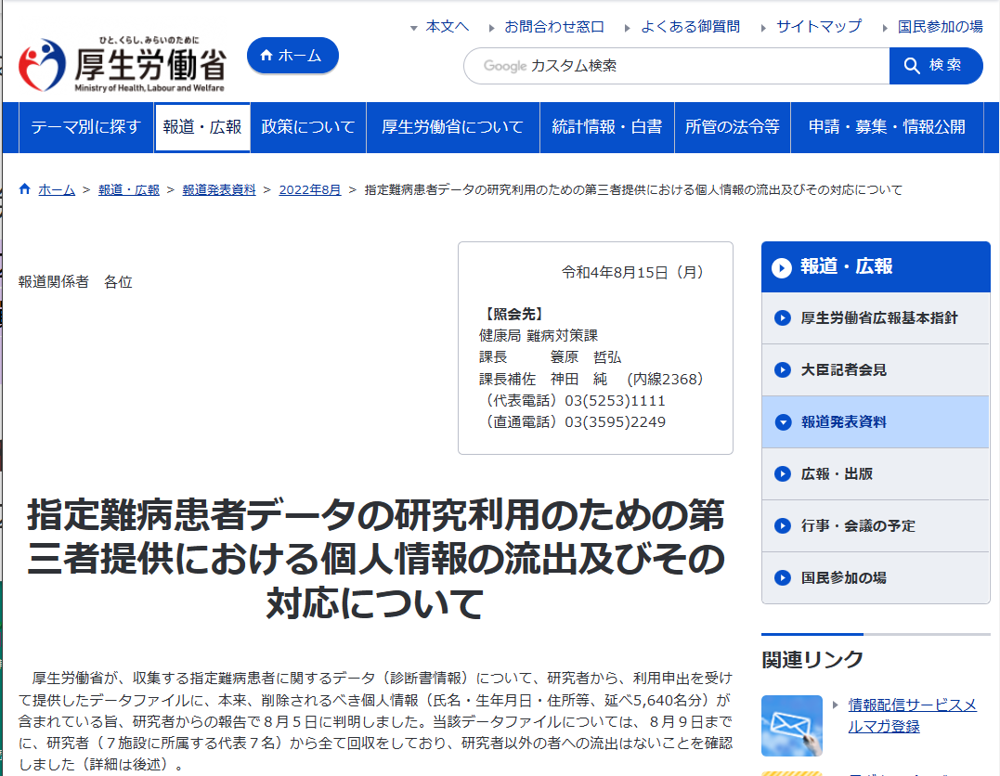 本文へ
お問合わせ窓口
よくある御質問
サイトマップ
国民参加の場
ひと、くらし、みらいのために
厚生労働省
Ministry of Health, Labour and Welfare
ホーム
Google カスタム検索
検索
テーマ別に探す
報道・広報
政策について
厚生労働省について
統計情報・白書
所管の法令等
申請・募集・情報公開
ホーム > 報道・広報 > 報道発表資料 > 2022年8月 > 指定難病患者データの研究利用のための第三者提供における個人情報の流出及びその対応について
報道関係者　各位
令和4年8月15日（月）
【照会先】
健康局 難病対策課
課長　　　簑原　哲弘
課長補佐　神田　純　(内線2368)
（代表電話）03(5253)1111
（直通電話）03(3595)2249
指定難病患者データの研究利用のための第
三者提供における個人情報の流出及びその
対応について
厚生労働省が、収集する指定難病患者に関するデータ（診断書情報）について、研究者から、利用申出を受け
て提供したデータファイルに、本来、削除されるべき個人情報（氏名・生年月日・住所等、延べ5,640名分）が
含まれている旨、研究者からの報告で８月５日に判明しました。当該データファイルについては、８月９日まで
に、研究者（７施設に所属する代表７名）から全て回収をしており、研究者以外の者への流出はないことを確認
しました（詳細は後述）。
報道・広報
厚生労働省広報基本指針
大臣記者会見
報道発表資料
広報・出版
行事・会議の予定
国民参加の場
関連リンク
情報配信サービスメ
ルマガ登録